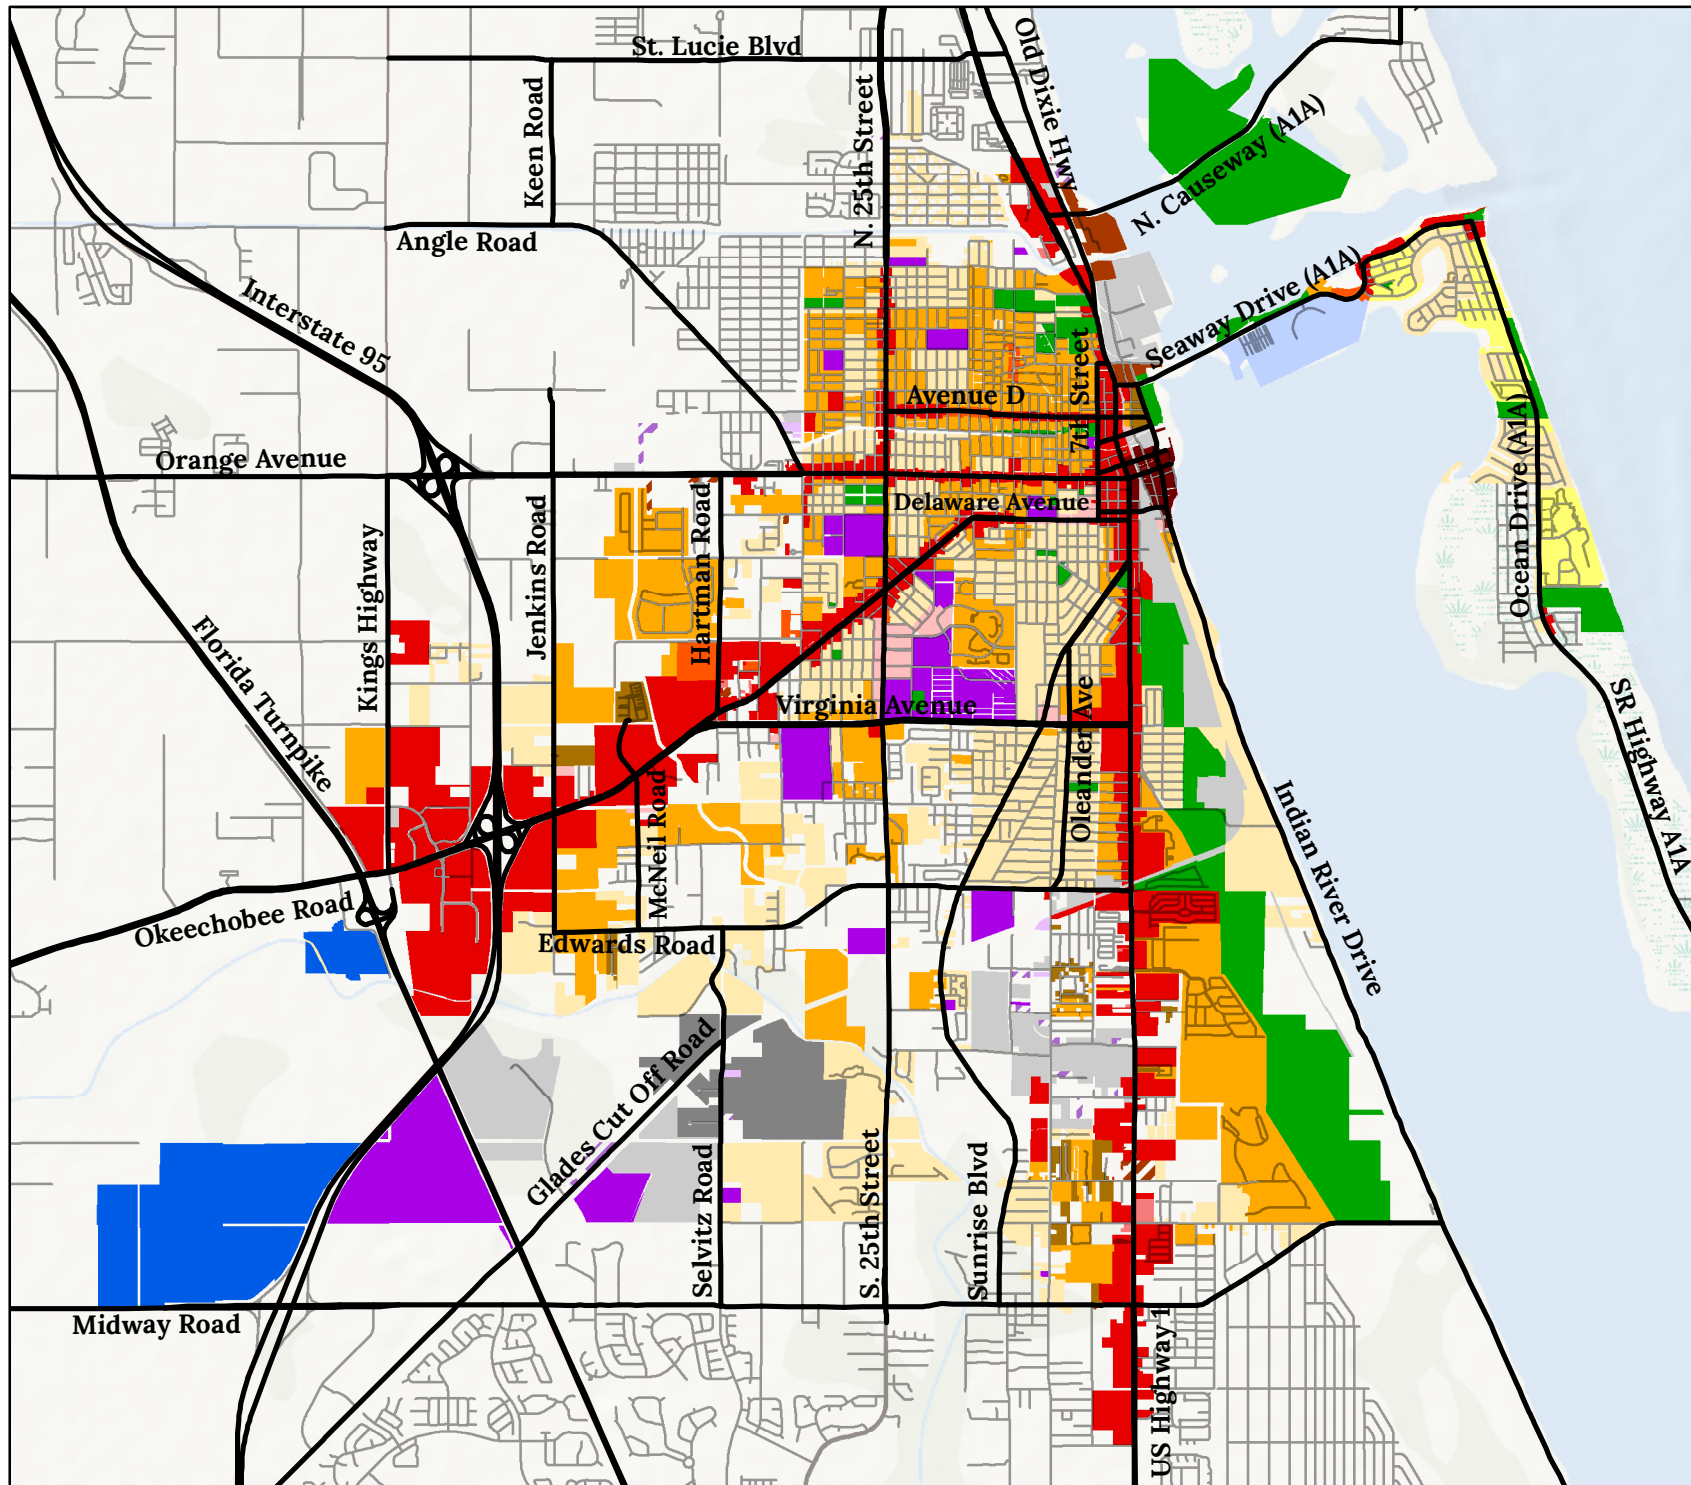 St. Lucie Blvd
Old Dixie Hwy
Keen Road
N. 25th Street
N. Causeway (A1A)
Angle Road
Interstate 95
Seaway Drive (A1A)
7th Street
Avenue D
Orange Avenue
Ocean Drive (A1A)
Delaware Avenue
Kings Highway
Jenkins Road
Hartman Road
Florida Turnpike
Virginia Avenue
Oleander Ave
SR Highway A1A
McNeil Road
Indian River Drive
Okeechobee Road
Edwards Road
Glades Cut Off Road
Selvitz Road
S. 25th Street
Sunrise Blvd
Midway Road
US Highway 1